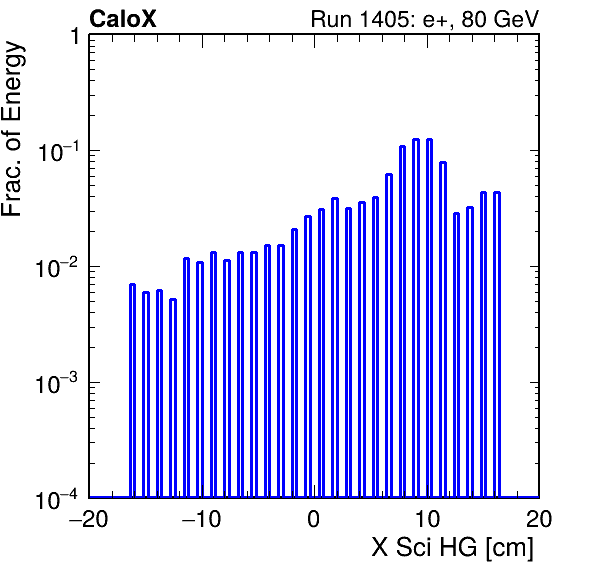 CaloX Run 1405: e+, 80 GeV
Frac. of Energy
1
10⁻¹
10⁻²
10⁻³
10⁻⁴
−20 −10 0 10 20
X Sci HG [cm]